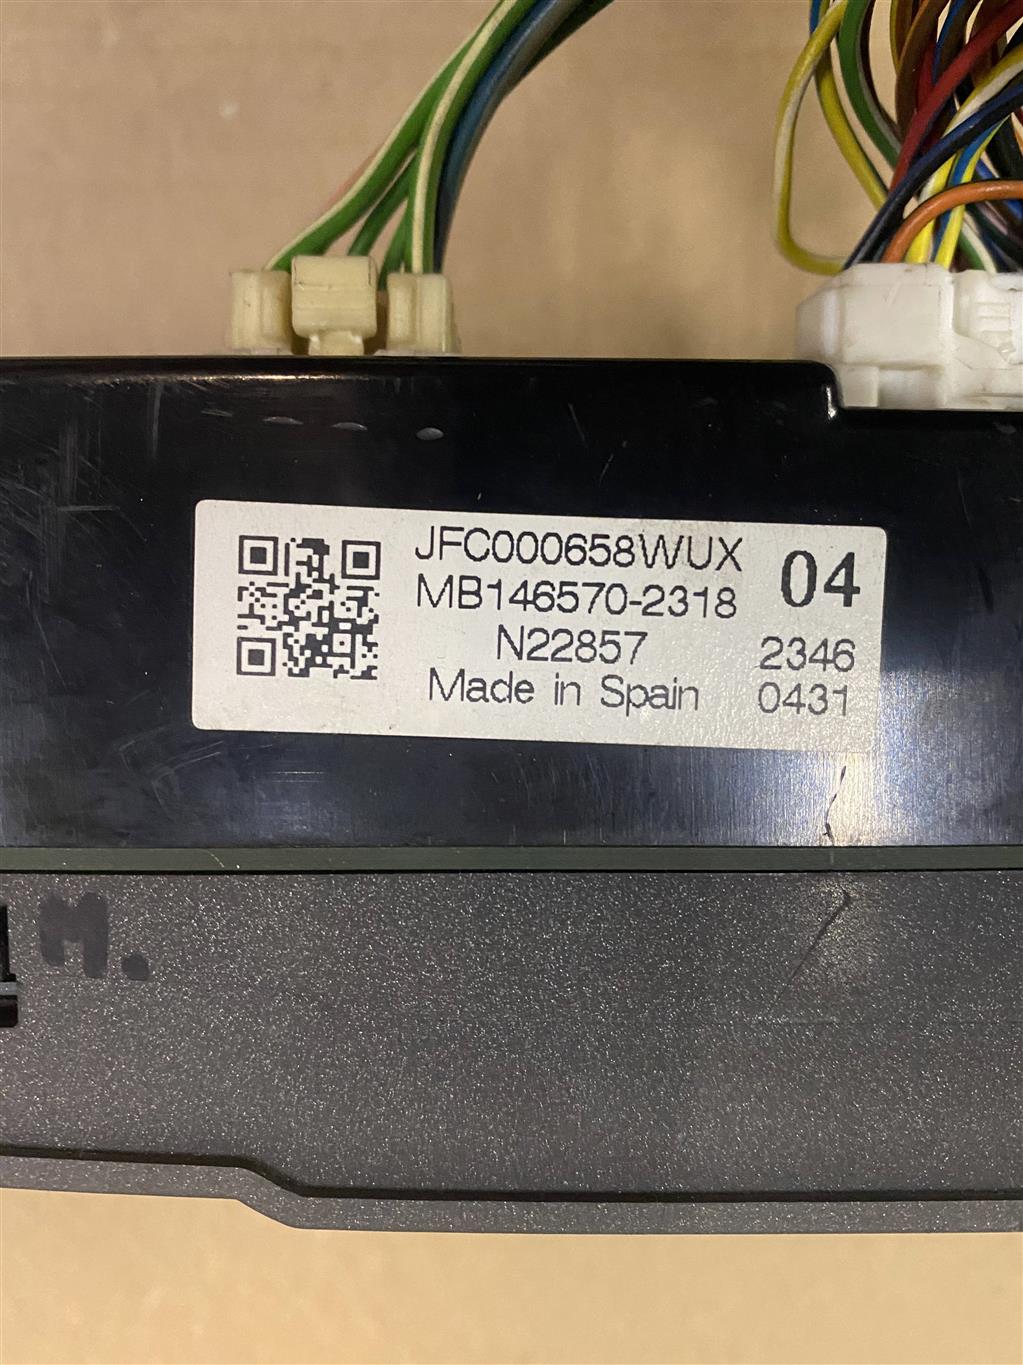 JFC000658WUX
04
MB146570-2318
N22857
2346
Made in Spain
0431
M.